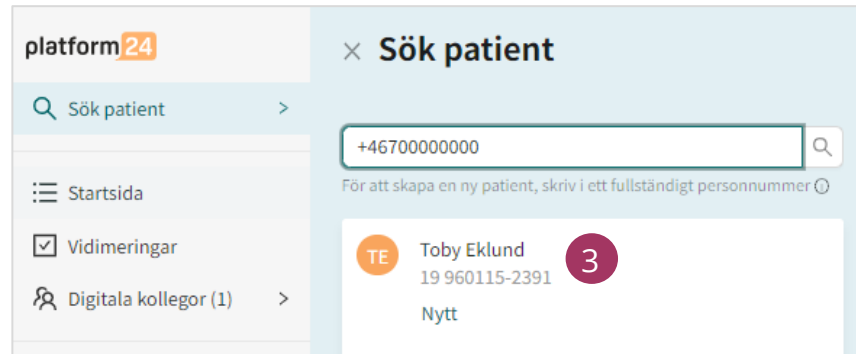 platform24
Sök patient
Startsida
Vidimeringar
Digitala kollegor (1)
Sök patient
+46700000000
För att skapa en ny patient, skriv i ett fullständigt personnummer
TE
Toby Eklund
3
19 960115-2391
Nytt